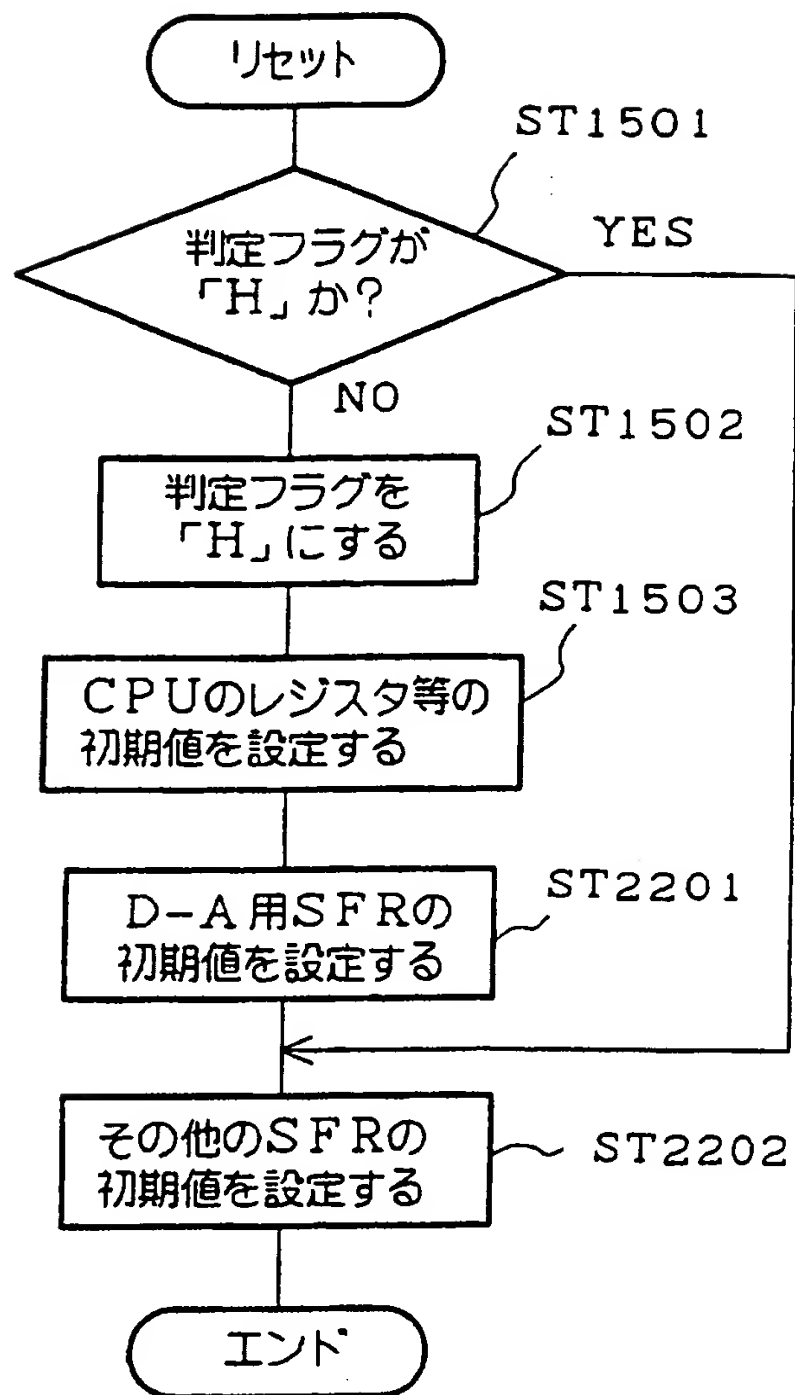 リセット
ST1501
判定フラグが
「H」か?
YES
NO
ST1502
判定フラグを
「H」にする
ST1503
CPUのレジスタ等の
初期値を設定する
ST2201
D-A用SFRの
初期値を設定する
その他のSFRの
初期値を設定する
ST2202
エンド